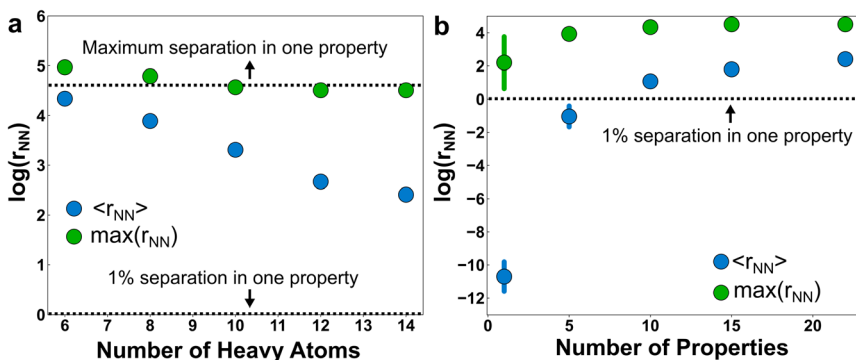 a
6
5
4
3
2
1
0
log(rNN)
Maximum separation in one property
<rNN>
max(rNN)
1% separation in one property
6 7 8 9 10 11 12 13 14
Number of Heavy Atoms
b
4
2
0
−2
−4
−6
−8
−10
−12
log(rNN)
1% separation in one property
<rNN>
max(rNN)
0 5 10 15 20
Number of Properties